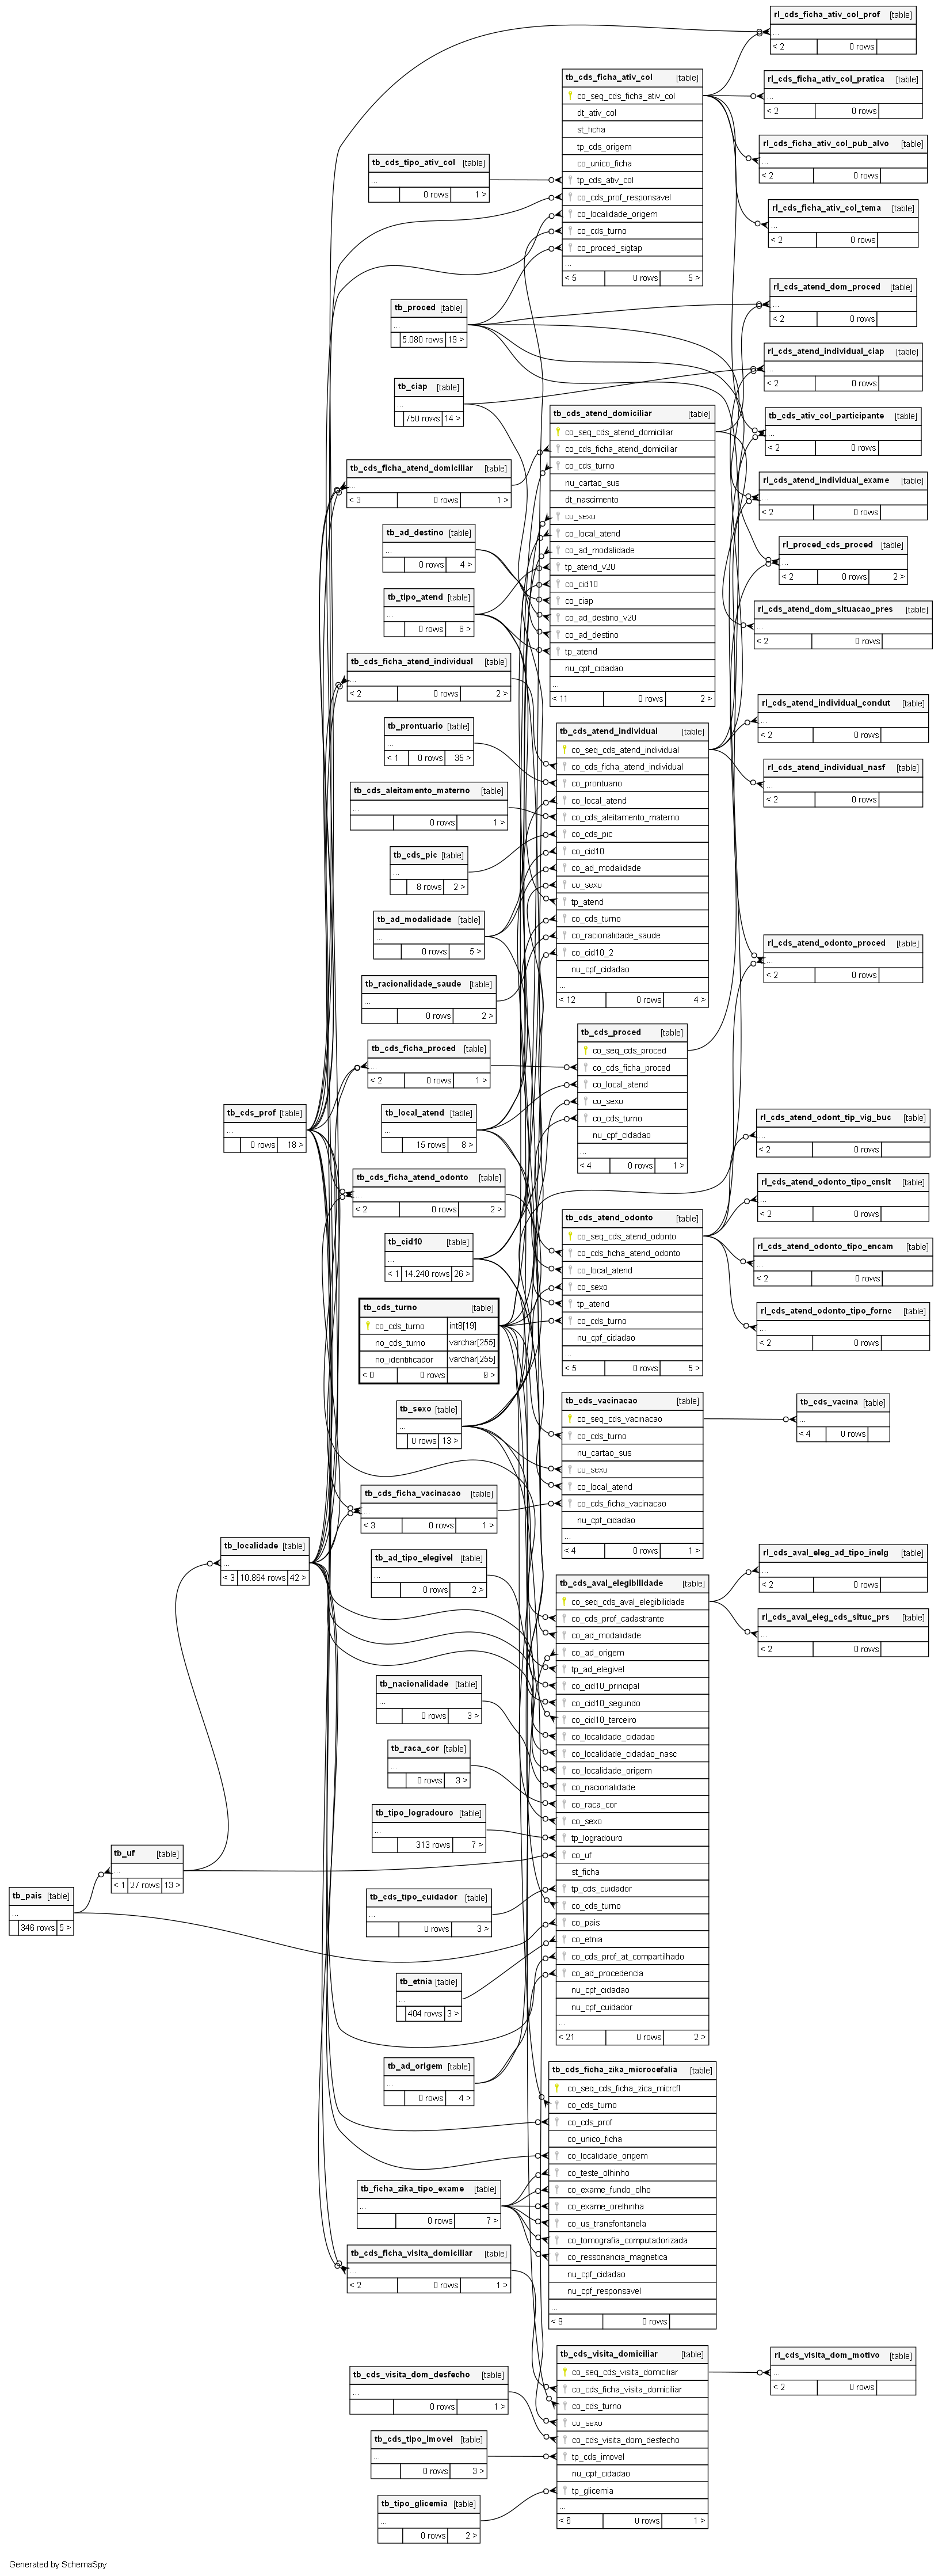 rl_cds_ficha_ativ_col_prof [table]
...
< 2 0 rows
tb_cds_ficha_ativ_col [table]
co_seq_cds_ficha_ativ_col
dt_ativ_col
st_ficha
tp_cds_origem
co_unico_ficha
tp_cds_ativ_col
co_cds_prof_responsavel
co_localidade_origem
co_cds_turno
co_proced_sigtap
...
< 5 0 rows 5 >
rl_cds_ficha_ativ_col_pratica [table]
...
< 2 0 rows
rl_cds_ficha_ativ_col_pub_alvo [table]
...
< 2 0 rows
tb_cds_tipo_ativ_col [table]
...
0 rows 1 >
rl_cds_ficha_ativ_col_tema [table]
...
< 2 0 rows
rl_cds_atend_dom_proced [table]
...
< 2 0 rows
tb_proced [table]
...
5.080 rows 19 >
rl_cds_atend_individual_ciap [table]
...
< 2 0 rows
tb_ciap [table]
...
750 rows 14 >
tb_cds_atend_domiciliar [table]
co_seq_cds_atend_domiciliar
co_cds_ficha_atend_domiciliar
co_cds_turno
nu_cartao_sus
dt_nascimento
co_sexo
co_local_atend
co_ad_modalidade
tp_atend_v20
co_cid10
co_ciap
co_ad_destino_v20
co_ad_destino
tp_atend
nu_cpf_cidadao
...
< 11 0 rows 2 >
tb_cds_ativ_col_participante [table]
...
< 2 0 rows
tb_cds_ficha_atend_domiciliar [table]
...
< 3 0 rows 1 >
rl_cds_atend_individual_exame [table]
...
< 2 0 rows
tb_ad_destino [table]
...
0 rows 4 >
rl_proced_cds_proced [table]
...
< 2 0 rows 2 >
tb_tipo_atend [table]
...
0 rows 6 >
rl_cds_atend_dom_situacao_pres [table]
...
< 2 0 rows
tb_cds_ficha_atend_individual [table]
...
< 2 0 rows 2 >
rl_cds_atend_individual_condut [table]
...
< 2 0 rows
tb_prontuario [table]
...
< 1 0 rows 35 >
tb_cds_atend_individual [table]
co_seq_cds_atend_individual
co_cds_ficha_atend_individual
co_prontuario
co_local_atend
co_cds_aleitamento_materno
co_cds_pic
co_cid10
co_ad_modalidade
co_sexo
tp_atend
co_cds_turno
co_racionalidade_saude
co_cid10_2
nu_cpf_cidadao
...
< 12 0 rows 4 >
rl_cds_atend_individual_nasf [table]
...
< 2 0 rows
tb_cds_aleitamento_materno [table]
...
0 rows 1 >
tb_cds_pic [table]
...
8 rows 2 >
tb_ad_modalidade [table]
...
0 rows 5 >
rl_cds_atend_odonto_proced [table]
...
< 2 0 rows
tb_racionalidade_saude [table]
...
0 rows 2 >
tb_cds_proced [table]
co_seq_cds_proced
co_cds_ficha_proced
co_local_atend
co_sexo
co_cds_turno
nu_cpf_cidadao
...
< 4 0 rows 1 >
tb_cds_ficha_proced [table]
...
< 2 0 rows 1 >
tb_cds_prof [table]
...
0 rows 18 >
tb_local_atend [table]
...
15 rows 8 >
rl_cds_atend_odont_tip_vig_buc [table]
...
< 2 0 rows
tb_cds_ficha_atend_odonto [table]
...
< 2 0 rows 2 >
rl_cds_atend_odonto_tipo_cnslt [table]
...
< 2 0 rows
tb_cds_atend_odonto [table]
co_seq_cds_atend_odonto
co_cds_ficha_atend_odonto
co_local_atend
co_sexo
tp_atend
co_cds_turno
nu_cpf_cidadao
...
< 5 0 rows 5 >
tb_cid10 [table]
...
< 1 14.240 rows 26 >
rl_cds_atend_odonto_tipo_encam [table]
...
< 2 0 rows
tb_cds_turno [table]
co_cds_turno int8[19]
no_cds_turno varchar[255]
no_identificador varchar[255]
< 0 0 rows 9 >
rl_cds_atend_odonto_tipo_fornc [table]
...
< 2 0 rows
tb_sexo [table]
...
0 rows 13 >
tb_cds_vacinacao [table]
co_seq_cds_vacinacao
co_cds_turno
nu_cartao_sus
co_sexo
co_local_atend
co_cds_ficha_vacinacao
nu_cpf_cidadao
...
< 4 0 rows 1 >
tb_cds_vacina [table]
...
< 4 0 rows
tb_cds_ficha_vacinacao [table]
...
< 3 0 rows 1 >
tb_localidade [table]
...
< 3 10.864 rows 42 >
tb_ad_tipo_elegivel [table]
...
0 rows 2 >
rl_cds_aval_eleg_ad_tipo_inelg [table]
...
< 2 0 rows
tb_cds_aval_elegibilidade [table]
co_seq_cds_aval_elegibilidade
co_cds_prof_cadastrante
co_ad_modalidade
co_ad_origem
tp_ad_elegivel
co_cid10_principal
co_cid10_segundo
co_cid10_terceiro
co_localidade_cidadao
co_localidade_cidadao_nasc
co_localidade_origem
co_nacionalidade
co_raca_cor
co_sexo
tp_logradouro
co_uf
st_ficha
tp_cds_cuidador
co_cds_turno
co_pais
co_etnia
co_cds_prof_at_compartilhado
co_ad_procedencia
nu_cpf_cidadao
nu_cpf_cuidador
...
< 21 0 rows 2 >
rl_cds_aval_eleg_cds_situc_prs [table]
...
< 2 0 rows
tb_nacionalidade [table]
...
0 rows 3 >
tb_raca_cor [table]
...
0 rows 3 >
tb_tipo_logradouro [table]
...
313 rows 7 >
tb_uf [table]
...
< 1 27 rows 13 >
tb_pais [table]
...
346 rows 5 >
tb_cds_tipo_cuidador [table]
...
0 rows 3 >
tb_etnia [table]
...
404 rows 3 >
tb_ad_origem [table]
...
0 rows 4 >
tb_cds_ficha_zika_microcefalia [table]
co_seq_cds_ficha_zica_micrcfl
co_cds_turno
co_cds_prof
co_unico_ficha
co_localidade_origem
co_teste_olhinho
co_exame_fundo_olho
co_exame_orelhinha
co_us_transfontanela
co_tomografia_computadorizada
co_ressonancia_magnetica
nu_cpf_cidadao
nu_cpf_responsavel
...
< 9 0 rows
tb_ficha_zika_tipo_exame [table]
...
0 rows 7 >
tb_cds_ficha_visita_domiciliar [table]
...
< 2 0 rows 1 >
tb_cds_visita_domiciliar [table]
co_seq_cds_visita_domiciliar
co_cds_ficha_visita_domiciliar
co_cds_turno
co_sexo
co_cds_visita_dom_desfecho
tp_cds_imovel
nu_cpf_cidadao
tp_glicemia
...
< 6 0 rows 1 >
rl_cds_visita_dom_motivo [table]
...
< 2 0 rows
tb_cds_visita_dom_desfecho [table]
...
0 rows 1 >
tb_cds_tipo_imovel [table]
...
0 rows 3 >
tb_tipo_glicemia [table]
...
0 rows 2 >
Generated by SchemaSpy